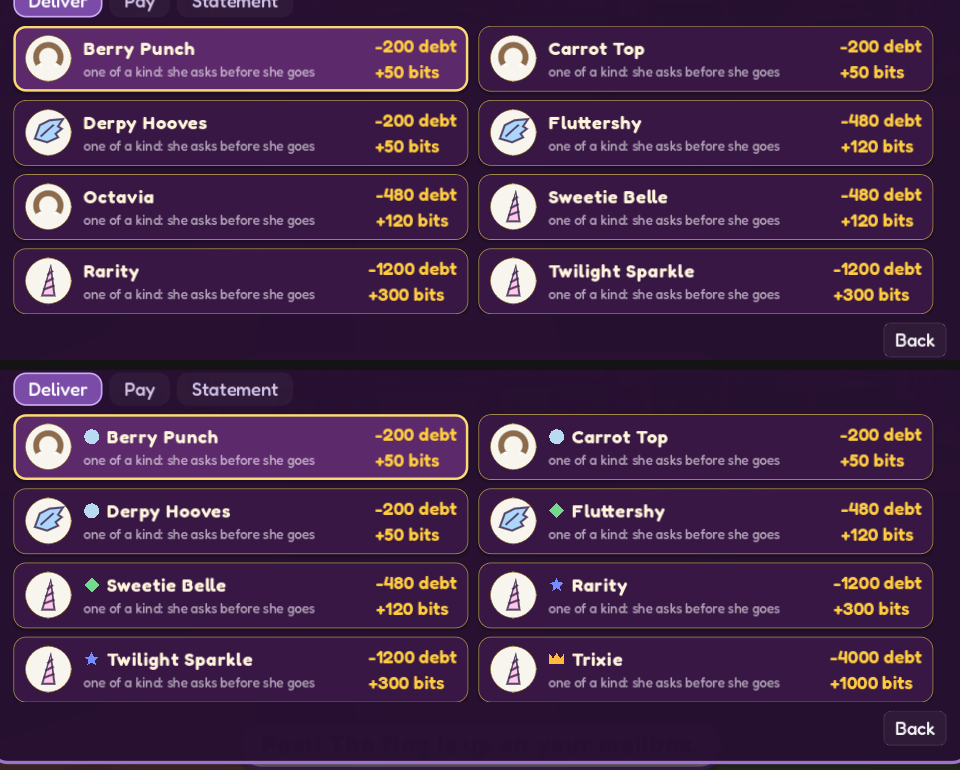 Deliver Pay Statement
Berry Punch
one of a kind: she asks before she goes
-200 debt
+50 bits
Carrot Top
one of a kind: she asks before she goes
-200 debt
+50 bits
Derpy Hooves
one of a kind: she asks before she goes
-200 debt
+50 bits
Fluttershy
one of a kind: she asks before she goes
-480 debt
+120 bits
Octavia
one of a kind: she asks before she goes
-480 debt
+120 bits
Sweetie Belle
one of a kind: she asks before she goes
-480 debt
+120 bits
Rarity
one of a kind: she asks before she goes
-1200 debt
+300 bits
Twilight Sparkle
one of a kind: she asks before she goes
-1200 debt
+300 bits
Back
Deliver Pay Statement
Berry Punch
one of a kind: she asks before she goes
-200 debt
+50 bits
Carrot Top
one of a kind: she asks before she goes
-200 debt
+50 bits
Derpy Hooves
one of a kind: she asks before she goes
-200 debt
+50 bits
Fluttershy
one of a kind: she asks before she goes
-480 debt
+120 bits
Sweetie Belle
one of a kind: she asks before she goes
-480 debt
+120 bits
Rarity
one of a kind: she asks before she goes
-1200 debt
+300 bits
Twilight Sparkle
one of a kind: she asks before she goes
-1200 debt
+300 bits
Trixie
one of a kind: she asks before she goes
-4000 debt
+1000 bits
Back